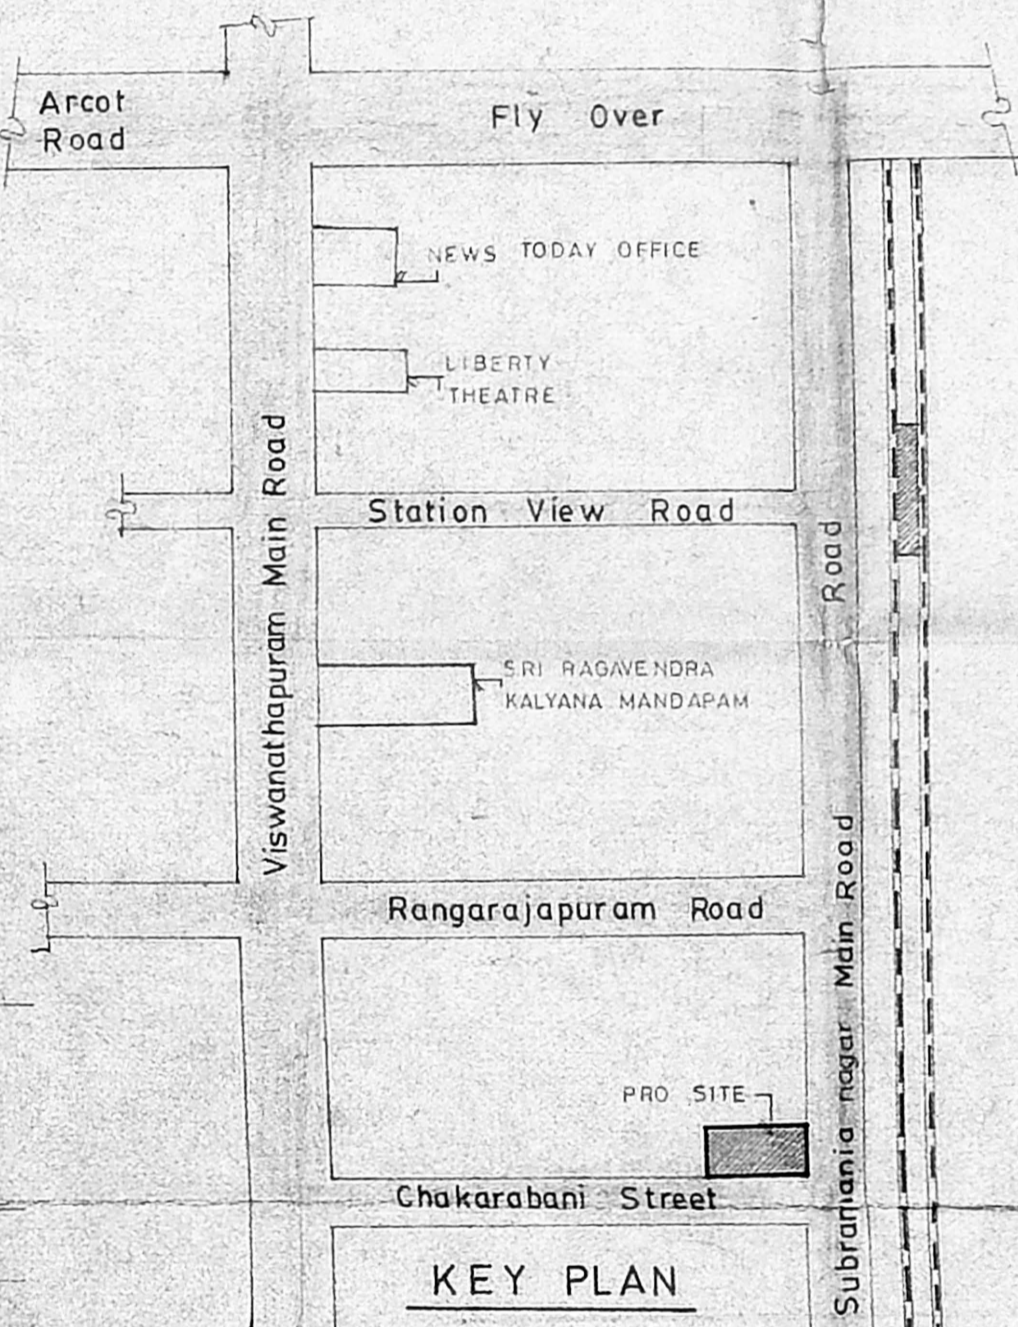 Arcot
Road
Fly Over
NEWS TODAY OFFICE
LIBERTY
THEATRE
Viswanathapuram Main Road
Station View Road
SRI RAGAVENDRA
KALYANA MANDAPAM
Rangarajapuram Road
Subramania nagar Main Road Road
PRO SITE
Chakarabani Street
KEY PLAN